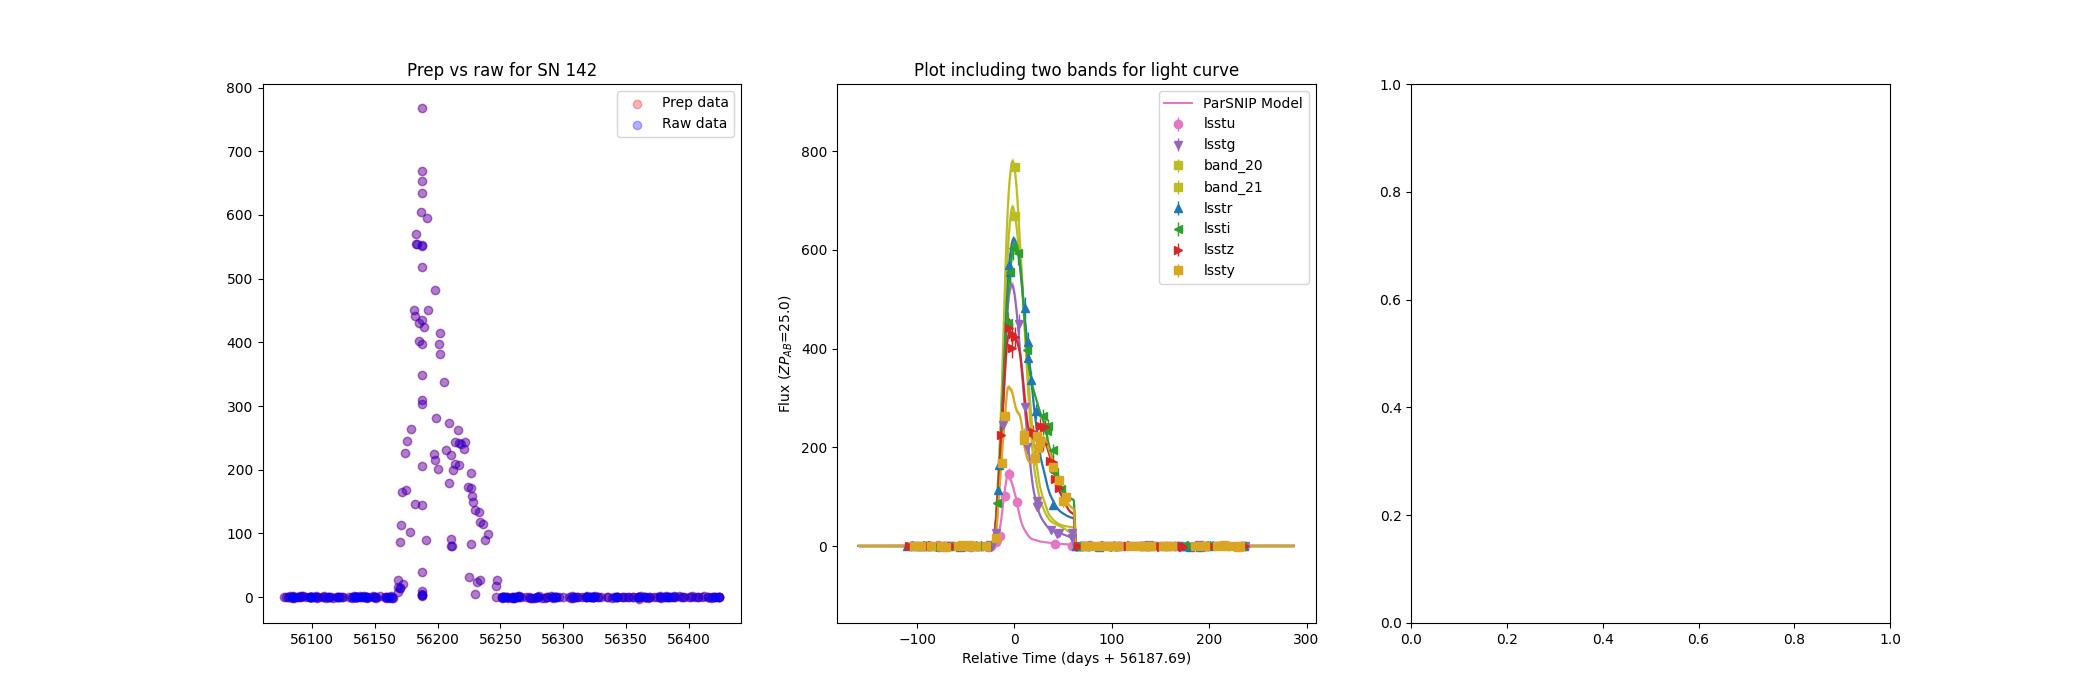 Prep vs raw for SN 142
800
700
600
500
400
300
200
100
0
56100 56150 56200 56250 56300 56350 56400
Prep data
Raw data
Plot including two bands for light curve
Flux (ZP_AB=25.0)
800
600
400
200
0
−100 0 100 200 300
Relative Time (days + 56187.69)
ParSNIP Model
lsstu
lsstg
band_20
band_21
lsstr
lssti
lsstz
lssty
1.0
0.8
0.6
0.4
0.2
0.0
0.0 0.2 0.4 0.6 0.8 1.0